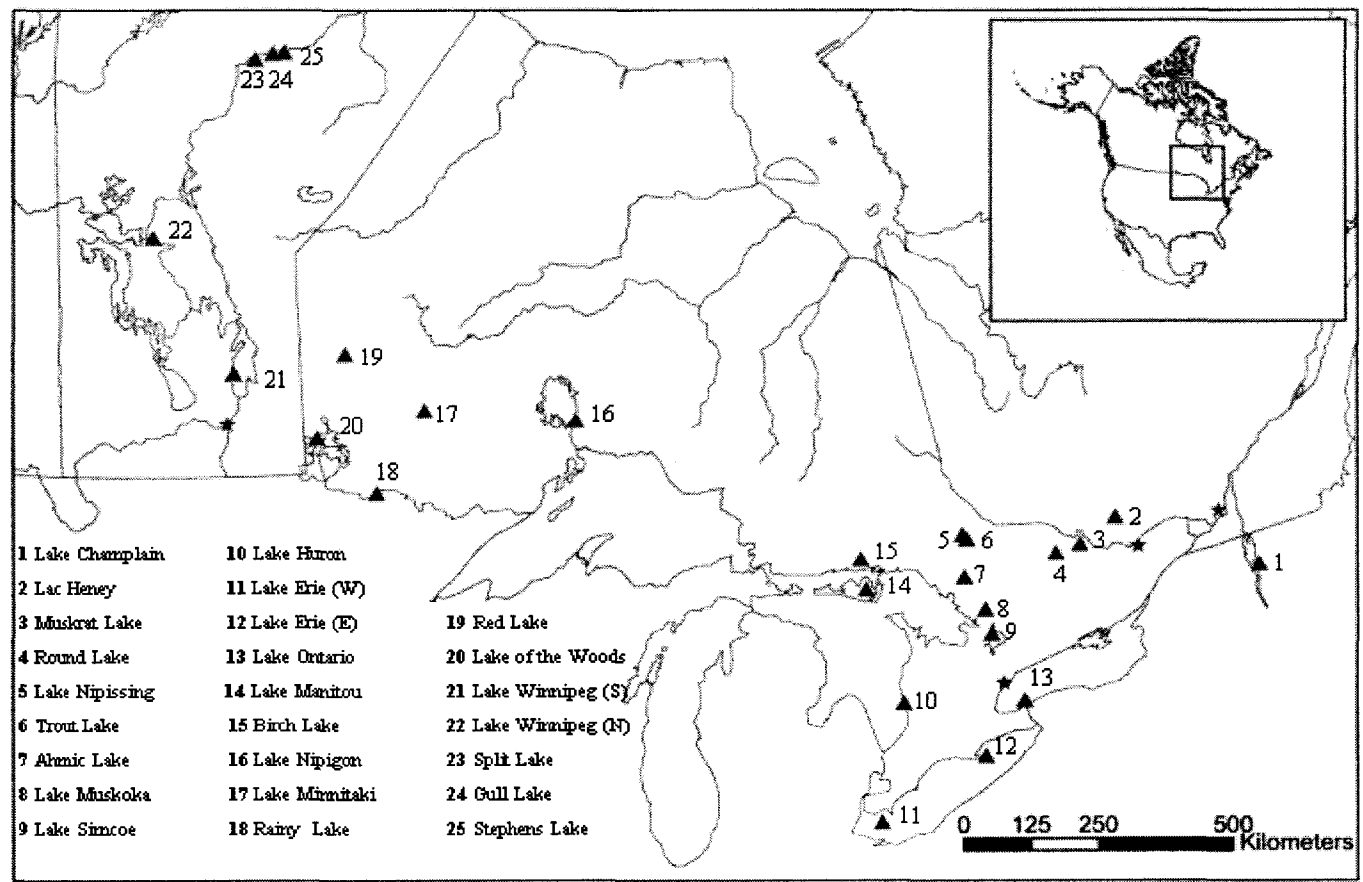 25
23 24
22
19
21
17
16
20
18
2
5 6
3
15
4
1
7
14
8
9
13
10
12
11
1 Lake Champlain
2 Lac Heney
3 Muskrat Lake
4 Round Lake
5 Lake Nipissing
6 Trout Lake
7 Ahmic Lake
8 Lake Muskoka
9 Lake Simcoe
10 Lake Huron
11 Lake Erie (W)
12 Lake Erie (E)
13 Lake Ontario
14 Lake Manitou
15 Birch Lake
16 Lake Nipigon
17 Lake Minnitaki
18 Rainy Lake
19 Red Lake
20 Lake of the Woods
21 Lake Winnipeg (S)
22 Lake Winnipeg (N)
23 Split Lake
24 Gull Lake
25 Stephens Lake
0 125 250 500
Kilometers